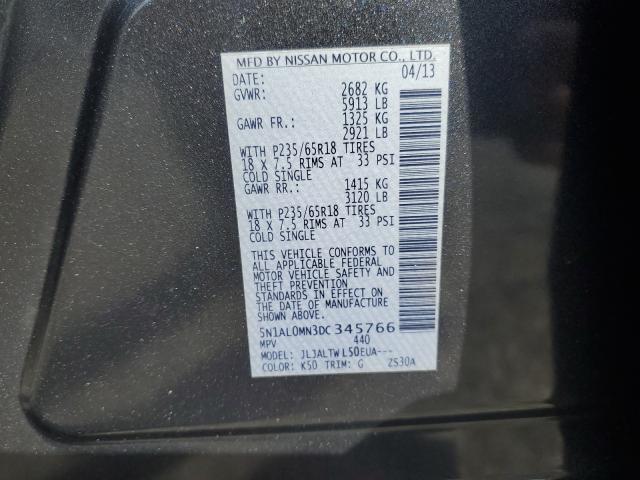 MFD BY NISSAN MOTOR CO., LTD.
DATE: 04/13
GVWR: 2682 KG
5913 LB
GAWR FR.: 1325 KG
2921 LB
WITH P235/65R18 TIRES
18 X 7.5 RIMS AT 33 PSI
COLD SINGLE
GAWR RR.: 1415 KG
3120 LB
WITH P235/65R18 TIRES
18 X 7.5 RIMS AT 33 PSI
COLD SINGLE
THIS VEHICLE CONFORMS TO
ALL APPLICABLE FEDERAL
MOTOR VEHICLE SAFETY AND
THEFT PREVENTION
STANDARDS IN EFFECT ON
THE DATE OF MANUFACTURE
SHOWN ABOVE.
5N1AL0MN3DC345766
MPV 440
MODEL: JLJALTWL50EUA---
COLOR: K50 TRIM: G ZS30A